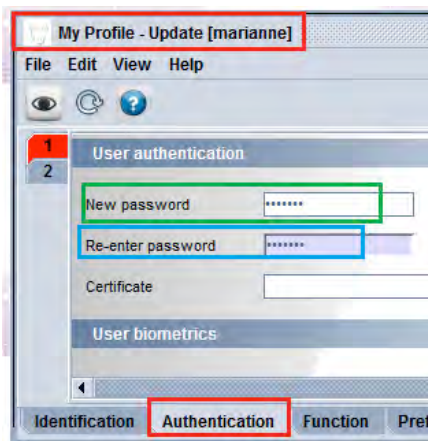 My Profile - Update [marianne]
File Edit View Help
1
User authentication
2
New password •••••••
Re-enter password •••••••
Certificate
User biometrics
Identification Authentication Function Pref